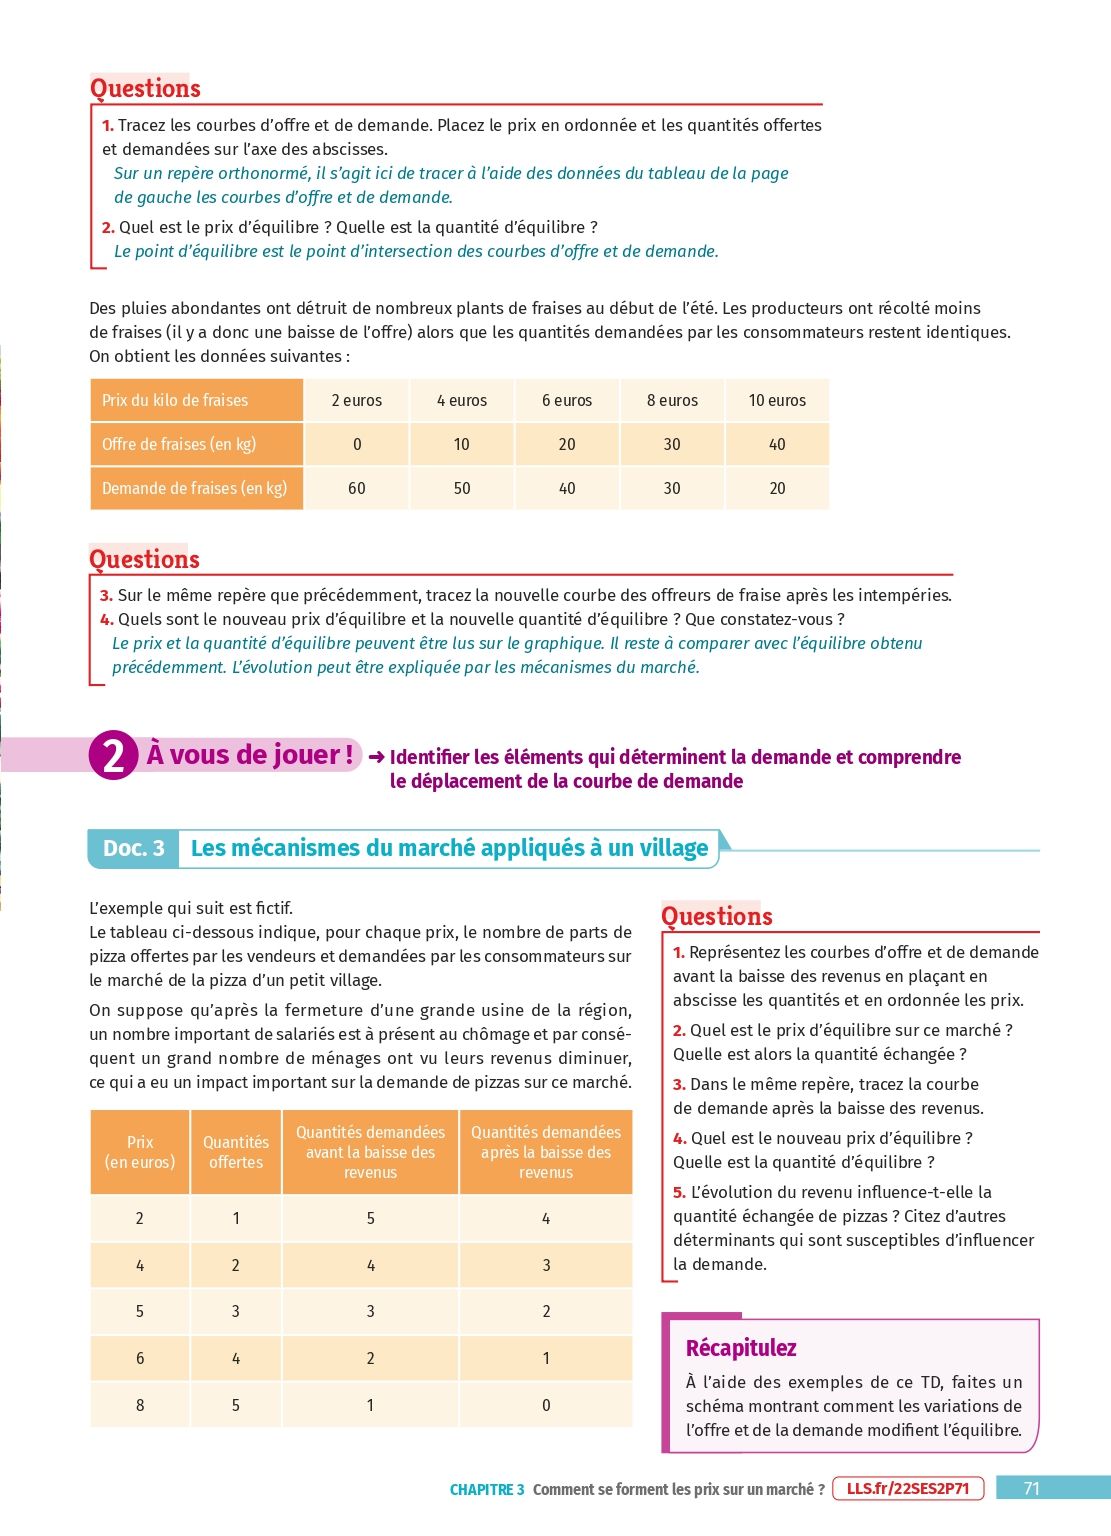 Questions
1. Tracez les courbes d’offre et de demande. Placez le prix en ordonnée et les quantités offertes
et demandées sur l’axe des abscisses.
Sur un repère orthonormé, il s’agit ici de tracer à l’aide des données du tableau de la page
de gauche les courbes d’offre et de demande.
2. Quel est le prix d’équilibre ? Quelle est la quantité d’équilibre ?
Le point d’équilibre est le point d’intersection des courbes d’offre et de demande.
Des pluies abondantes ont détruit de nombreux plants de fraises au début de l’été. Les producteurs ont récolté moins
de fraises (il y a donc une baisse de l’offre) alors que les quantités demandées par les consommateurs restent identiques.
On obtient les données suivantes :
Prix du kilo de fraises 2 euros 4 euros 6 euros 8 euros 10 euros
Offre de fraises (en kg) 0 10 20 30 40
Demande de fraises (en kg) 60 50 40 30 20
Questions
3. Sur le même repère que précédemment, tracez la nouvelle courbe des offreurs de fraise après les intempéries.
4. Quels sont le nouveau prix d’équilibre et la nouvelle quantité d’équilibre ? Que constatez-vous ?
Le prix et la quantité d’équilibre peuvent être lus sur le graphique. Il reste à comparer avec l’équilibre obtenu
précédemment. L’évolution peut être expliquée par les mécanismes du marché.
2 À vous de jouer ! ➜ Identifier les éléments qui déterminent la demande et comprendre
le déplacement de la courbe de demande
Doc. 3 Les mécanismes du marché appliqués à un village
L’exemple qui suit est fictif.
Le tableau ci-dessous indique, pour chaque prix, le nombre de parts de
pizza offertes par les vendeurs et demandées par les consommateurs sur
le marché de la pizza d’un petit village.
On suppose qu’après la fermeture d’une grande usine de la région,
un nombre important de salariés est à présent au chômage et par consé-
quent un grand nombre de ménages ont vu leurs revenus diminuer,
ce qui a eu un impact important sur la demande de pizzas sur ce marché.
Prix
(en euros)
Quantités
offertes
Quantités demandées
avant la baisse des
revenus
Quantités demandées
après la baisse des
revenus
2 1 5 4
4 2 4 3
5 3 3 2
6 4 2 1
8 5 1 0
Questions
1. Représentez les courbes d’offre et de demande
avant la baisse des revenus en plaçant en
abscisse les quantités et en ordonnée les prix.
2. Quel est le prix d’équilibre sur ce marché ?
Quelle est alors la quantité échangée ?
3. Dans le même repère, tracez la courbe
de demande après la baisse des revenus.
4. Quel est le nouveau prix d’équilibre ?
Quelle est la quantité d’équilibre ?
5. L’évolution du revenu influence-t-elle la
quantité échangée de pizzas ? Citez d’autres
déterminants qui sont susceptibles d’influencer
la demande.
Récapitulez
À l’aide des exemples de ce TD, faites un
schéma montrant comment les variations de
l’offre et de la demande modifient l’équilibre.
CHAPITRE 3 Comment se forment les prix sur un marché ? LLS.fr/22SES2P71 71